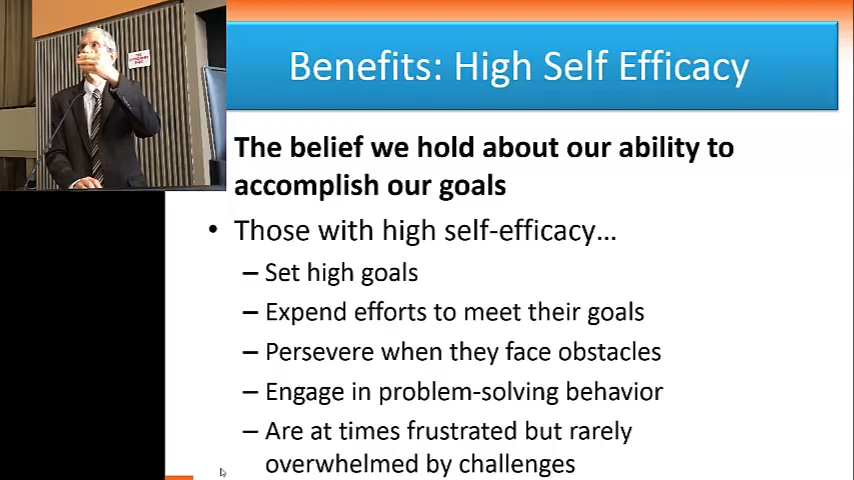 Benefits: High Self Efficacy
The belief we hold about our ability to
accomplish our goals
• Those with high self-efficacy…
– Set high goals
– Expend efforts to meet their goals
– Persevere when they face obstacles
– Engage in problem-solving behavior
– Are at times frustrated but rarely
overwhelmed by challenges